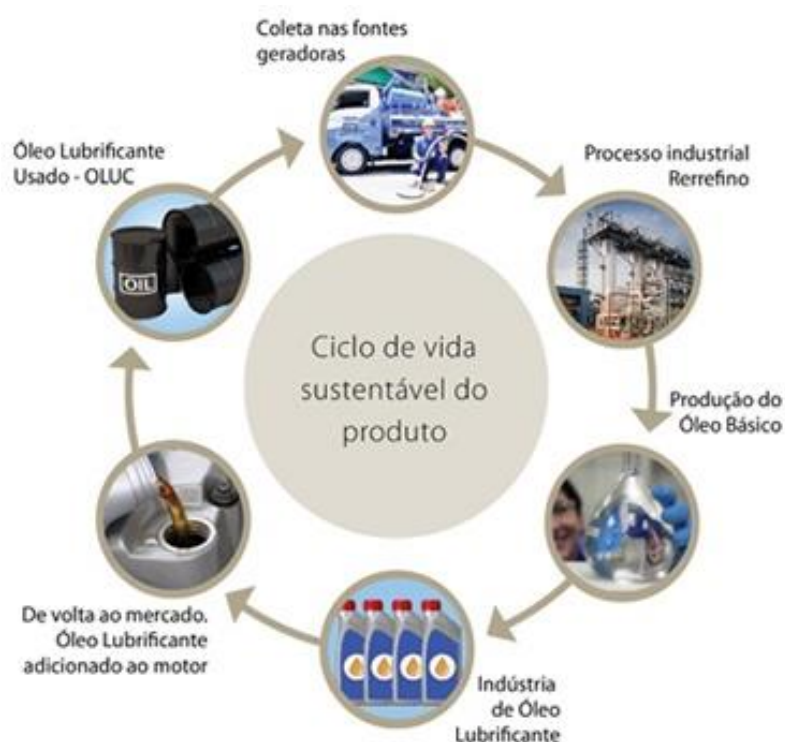 Coleta nas fontes
geradoras
Processo industrial
Rerrefino
Produção do
Óleo Básico
Indústria
de Óleo
Lubrificante
De volta ao mercado.
Óleo Lubrificante
adicionado ao motor
Óleo Lubrificante
Usado - OLUC
OIL
Ciclo de vida
sustentável do
produto